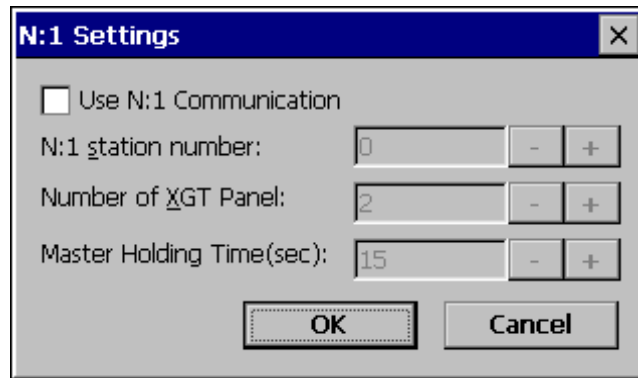 N:1 Settings
Use N:1 Communication
N:1 station number: 0 - +
Number of XGT Panel: 2 - +
Master Holding Time(sec): 15 - +
OK Cancel